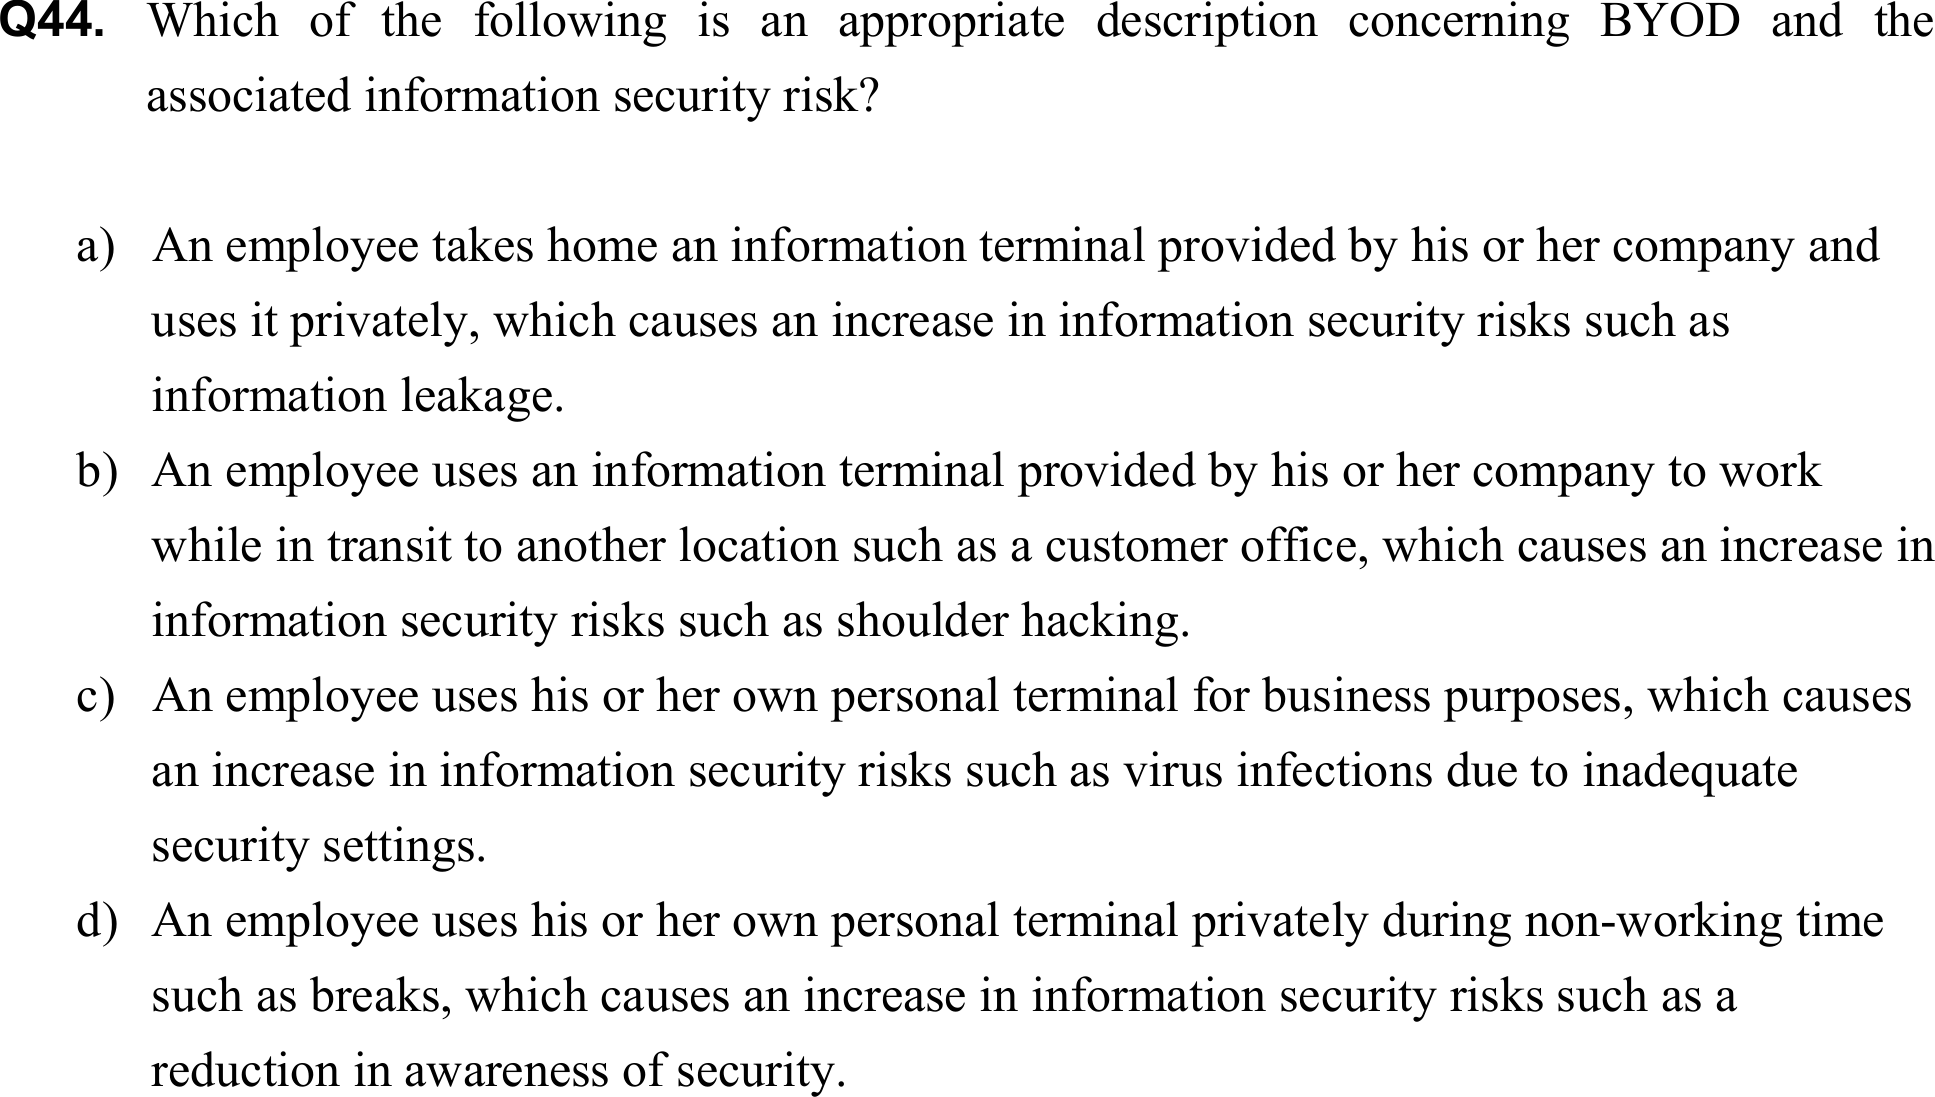 Q44. Which of the following is an appropriate description concerning BYOD and the
associated information security risk?
a) An employee takes home an information terminal provided by his or her company and
uses it privately, which causes an increase in information security risks such as
information leakage.
b) An employee uses an information terminal provided by his or her company to work
while in transit to another location such as a customer office, which causes an increase in
information security risks such as shoulder hacking.
c) An employee uses his or her own personal terminal for business purposes, which causes
an increase in information security risks such as virus infections due to inadequate
security settings.
d) An employee uses his or her own personal terminal privately during non-working time
such as breaks, which causes an increase in information security risks such as a
reduction in awareness of security.